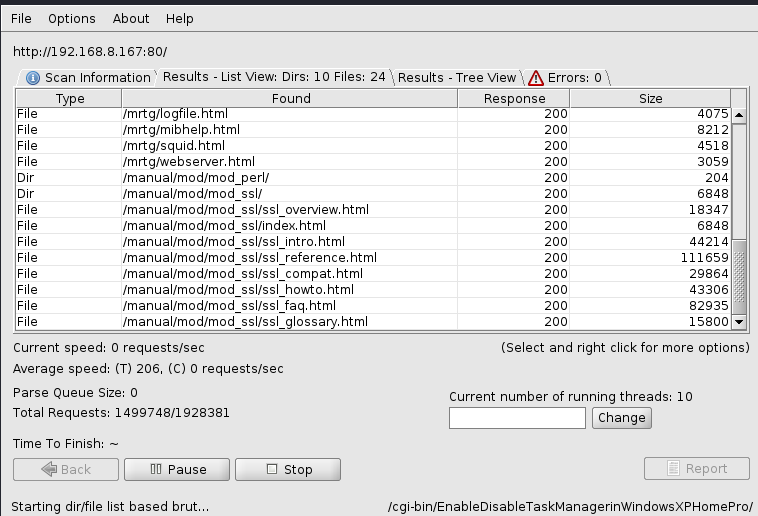 File Options About Help
http://192.168.8.167:80/
Scan Information Results - List View: Dirs: 10 Files: 24 Results - Tree View Errors: 0
Type Found Response Size
File /mrtg/logfile.html 200 4075
File /mrtg/mibhelp.html 200 8212
File /mrtg/squid.html 200 4518
File /mrtg/webserver.html 200 3059
Dir /manual/mod/mod_perl/ 200 204
Dir /manual/mod/mod_ssl/ 200 6848
File /manual/mod/mod_ssl/ssl_overview.html 200 18347
File /manual/mod/mod_ssl/index.html 200 6848
File /manual/mod/mod_ssl/ssl_intro.html 200 44214
File /manual/mod/mod_ssl/ssl_reference.html 200 111659
File /manual/mod/mod_ssl/ssl_compat.html 200 29864
File /manual/mod/mod_ssl/ssl_howto.html 200 43306
File /manual/mod/mod_ssl/ssl_faq.html 200 82935
File /manual/mod/mod_ssl/ssl_glossary.html 200 15800
Current speed: 0 requests/sec (Select and right click for more options)
Average speed: (T) 206, (C) 0 requests/sec
Parse Queue Size: 0 Current number of running threads: 10
Total Requests: 1499748/1928381 Change
Time To Finish: ~
Back Pause Stop Report
Starting dir/file list based brut... /cgi-bin/EnableDisableTaskManagerinWindowsXPHomePro/